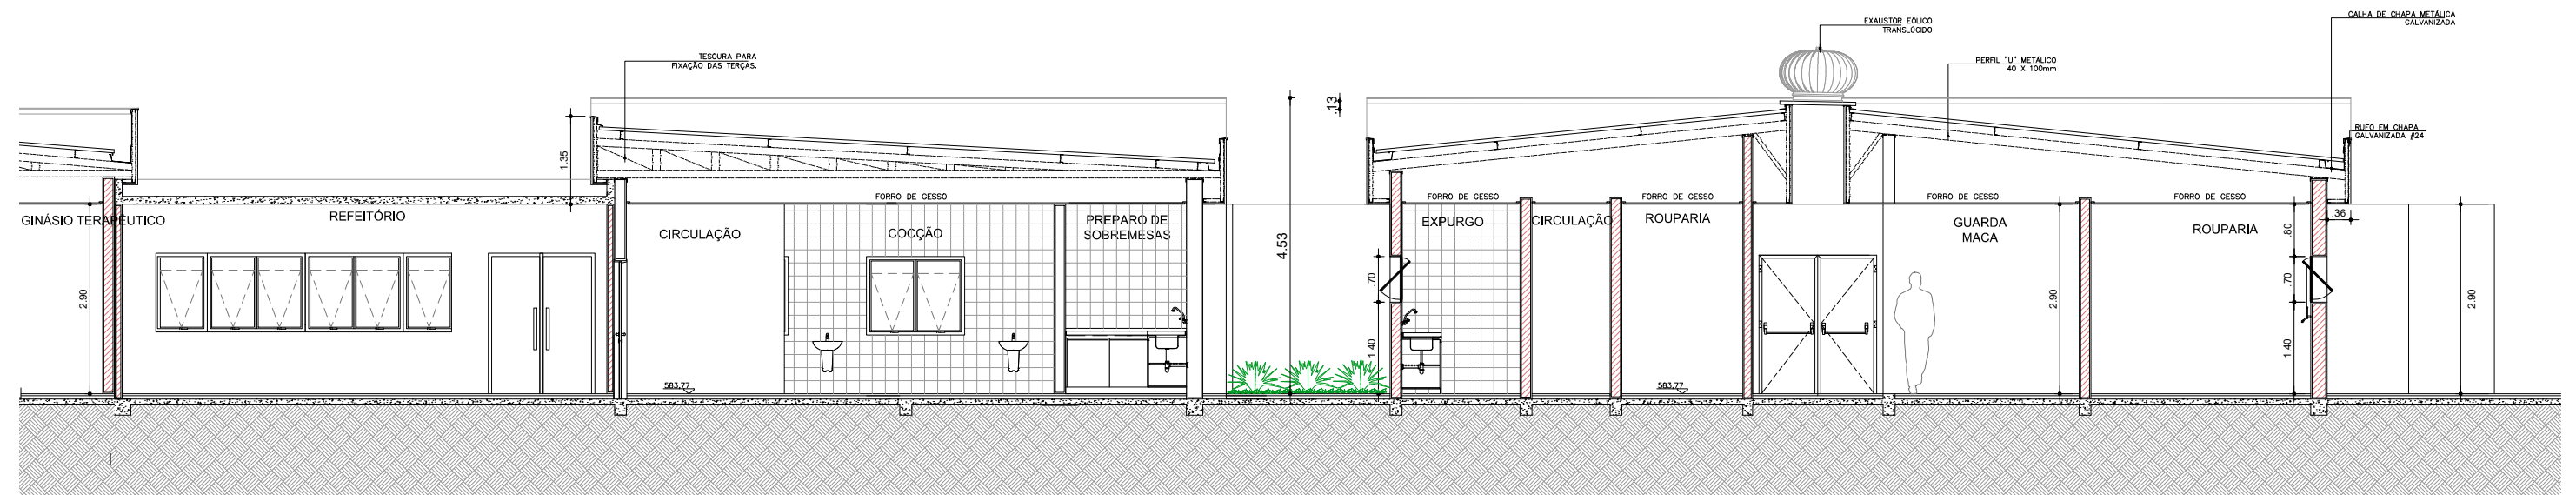 CALHA DE CHAPA METÁLICA
GALVANIZADA
EXAUSTOR EÓLICO
TRANSLÚCIDO
TESOURA PARA
FIXAÇÃO DAS TERÇAS.
PERFIL "U" METÁLICO
40 X 100mm
.13
RUFO EM CHAPA
GALVANIZADA #24
1.35
FORRO DE GESSO
FORRO DE GESSO
FORRO DE GESSO
FORRO DE GESSO
FORRO DE GESSO
GINÁSIO TERAPÊUTICO
REFEITÓRIO
CIRCULAÇÃO
COCÇÃO
PREPARO DE
SOBREMESAS
EXPURGO
CIRCULAÇÃO
ROUPARIA
GUARDA
MACA
ROUPARIA
.36
.80
4.53
.70
.70
2.90
2.90
2.90
1.40
1.40
583.77
583.77